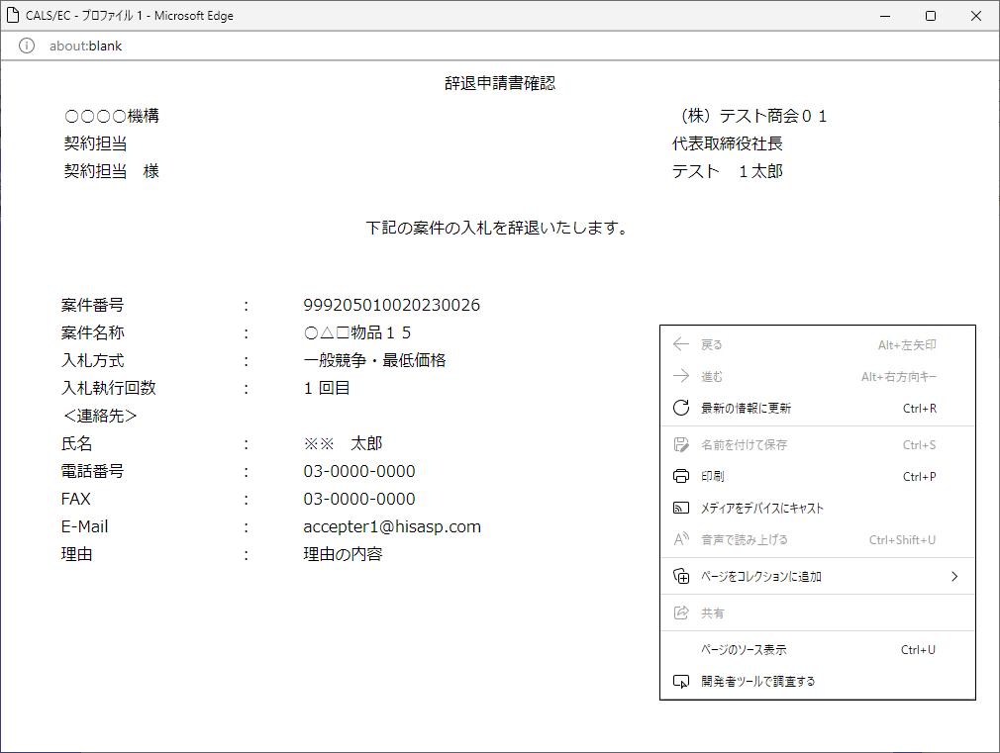 CALS/EC - プロファイル 1 - Microsoft Edge
about:blank
辞退申請書確認
○○○○機構
（株）テスト商会０１
契約担当
代表取締役社長
契約担当　様
テスト　１太郎
下記の案件の入札を辞退いたします。
案件番号 : 999205010020230026
案件名称 : ○△□物品１５
入札方式 : 一般競争・最低価格
入札執行回数 : 1 回目
＜連絡先＞
氏名 : ※※　太郎
電話番号 : 03-0000-0000
FAX : 03-0000-0000
E-Mail : accepter1@hisasp.com
理由 : 理由の内容
戻る Alt+左矢印
進む Alt+右方向キー
最新の情報に更新 Ctrl+R
名前を付けて保存 Ctrl+S
印刷 Ctrl+P
メディアをデバイスにキャスト
音声で読み上げる Ctrl+Shift+U
ページをコレクションに追加
共有
ページのソース表示 Ctrl+U
開発者ツールで調査する